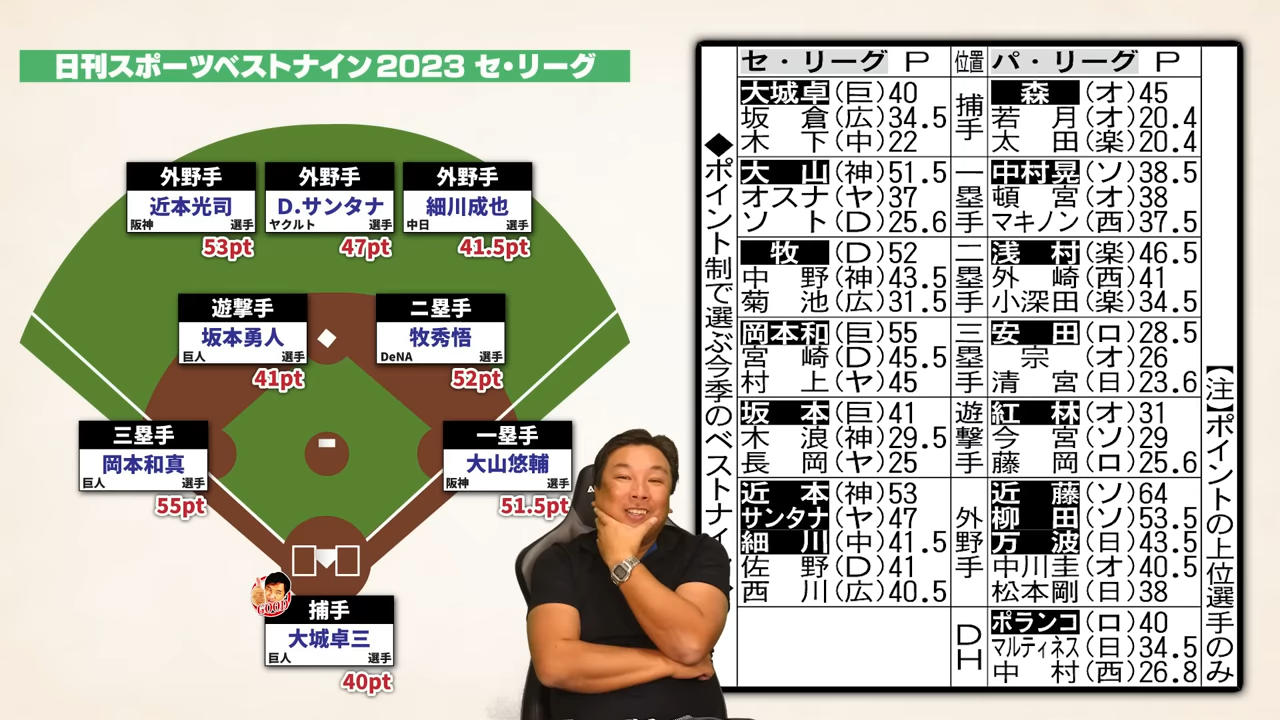 日刊スポーツベストナイン2023 セ・リーグ
外野手
近本光司
阪神 選手
53pt
外野手
D.サンタナ
ヤクルト 選手
47pt
外野手
細川成也
中日 選手
41.5pt
遊撃手
坂本勇人
巨人 選手
41pt
二塁手
牧秀悟
DeNA 選手
52pt
三塁手
岡本和真
巨人 選手
55pt
一塁手
大山悠輔
阪神 選手
51.5pt
GOOD
捕手
大城卓三
巨人 選手
40pt
◆ポイント制で選ぶ今季のベストナイ
セ・リーグ P 位置 パ・リーグ P
捕手
大城卓(巨)40 森(オ)45
坂倉(広)34.5 若月(オ)20.4
木下(中)22 太田(楽)20.4
一塁手
大山(神)51.5 中村晃(ソ)38.5
オスナ(ヤ)37 頓宮(オ)38
ソト(D)25.6 マキノン(西)37.5
二塁手
牧(D)52 浅村(楽)46.5
中野(神)43.5 外崎(西)41
菊池(広)31.5 小深田(楽)34.5
三塁手
岡本和(巨)55 安田(ロ)28.5
宮崎(D)45.5 宗(オ)26
村上(ヤ)45 清宮(日)23.6
遊撃手
坂本(巨)41 紅林(オ)31
木浪(神)29.5 今宮(ソ)29
長岡(ヤ)25 藤岡(ロ)25.6
外野手
近本(神)53 近藤(ソ)64
サンタナ(ヤ)47 柳田(ソ)53.5
細川(中)41.5 万波(日)43.5
佐野(D)41 中川圭(オ)40.5
西川(広)40.5 松本剛(日)38
DH
ポランコ(ロ)40
マルティネス(日)34.5
中村(西)26.8
【注】ポイントの上位選手のみ